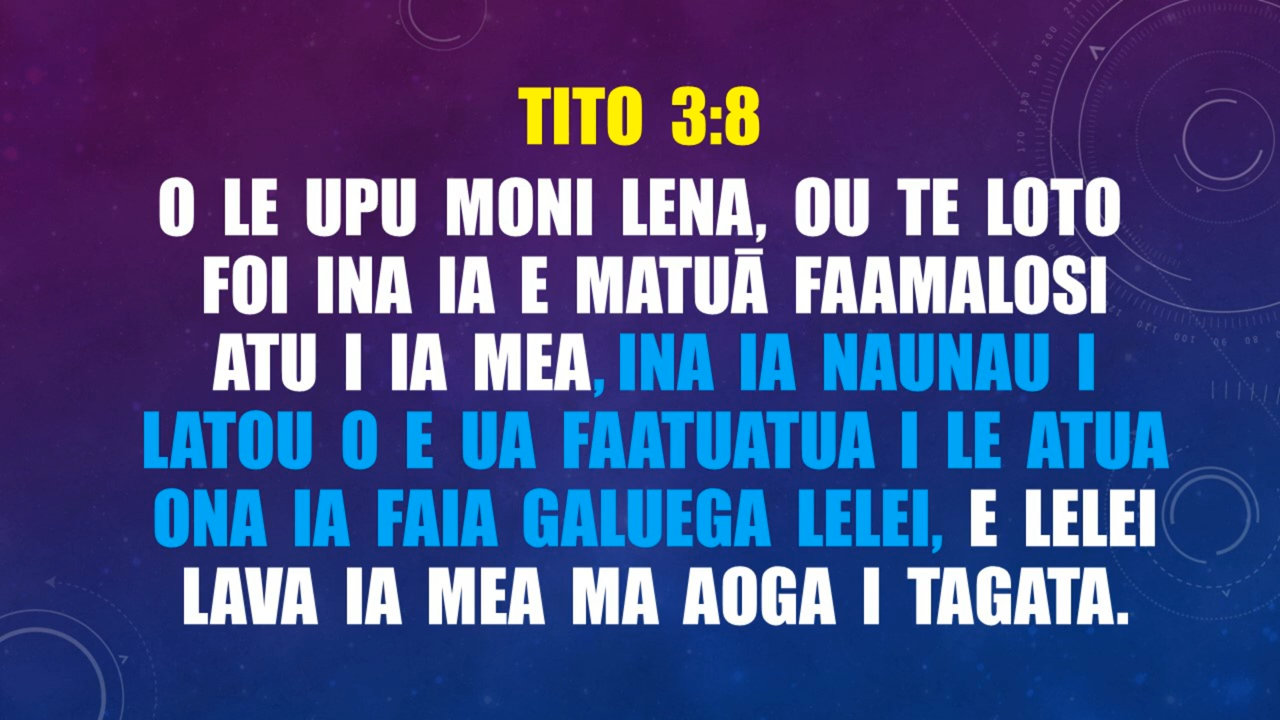 TITO 3:8
O LE UPU MONI LENA, OU TE LOTO
FOI INA IA E MATUĀ FAAMALOSI
ATU I IA MEA, INA IA NAUNAU I
LATOU O E UA FAATUATUA I LE ATUA
ONA IA FAIA GALUEGA LELEI, E LELEI
LAVA IA MEA MA AOGA I TAGATA.